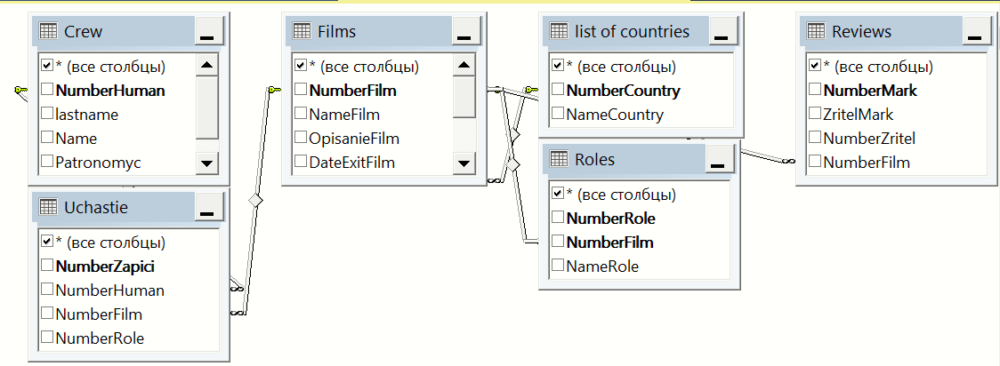 Crew
* (все столбцы)
NumberHuman
lastname
Name
Patronomyc
Films
* (все столбцы)
NumberFilm
NameFilm
OpisanieFilm
DateExitFilm
list of countries
* (все столбцы)
NumberCountry
NameCountry
Reviews
* (все столбцы)
NumberMark
ZritelMark
NumberZritel
NumberFilm
Uchastie
* (все столбцы)
NumberZapici
NumberHuman
NumberFilm
NumberRole
Roles
* (все столбцы)
NumberRole
NumberFilm
NameRole